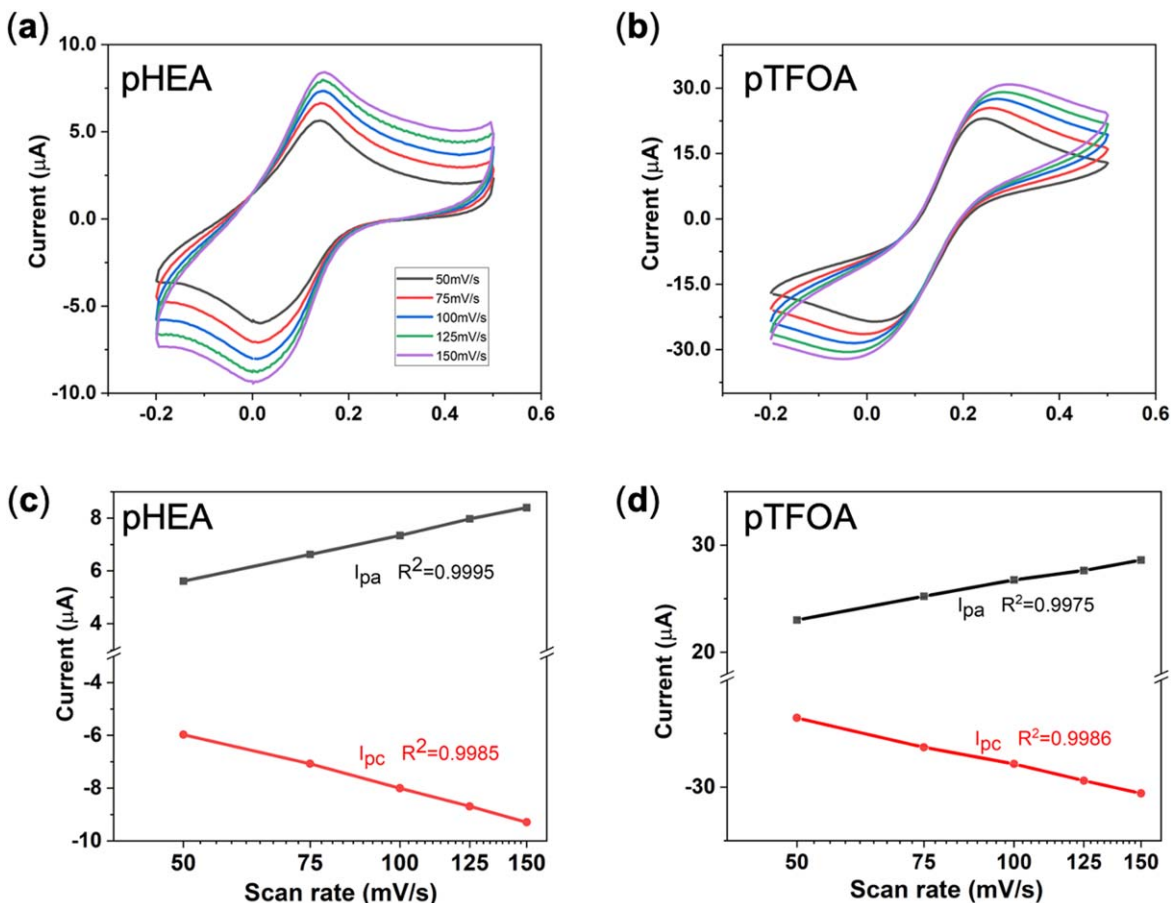 (a)
pHEA
10.0
5.0
0.0
-5.0
-10.0
Current (μA)
-0.2 0.0 0.2 0.4 0.6
50mV/s
75mV/s
100mV/s
125mV/s
150mV/s
(b)
pTFOA
30.0
15.0
0.0
-15.0
-30.0
Current (μA)
-0.2 0.0 0.2 0.4 0.6
(c)
pHEA
8
6
4
-4
-6
-8
-10
Current (μA)
Ipa R2=0.9995
Ipc R2=0.9985
50 75 100 125 150
Scan rate (mV/s)
(d)
pTFOA
30
20
-30
Current (μA)
Ipa R2=0.9975
Ipc R2=0.9986
50 75 100 125 150
Scan rate (mV/s)